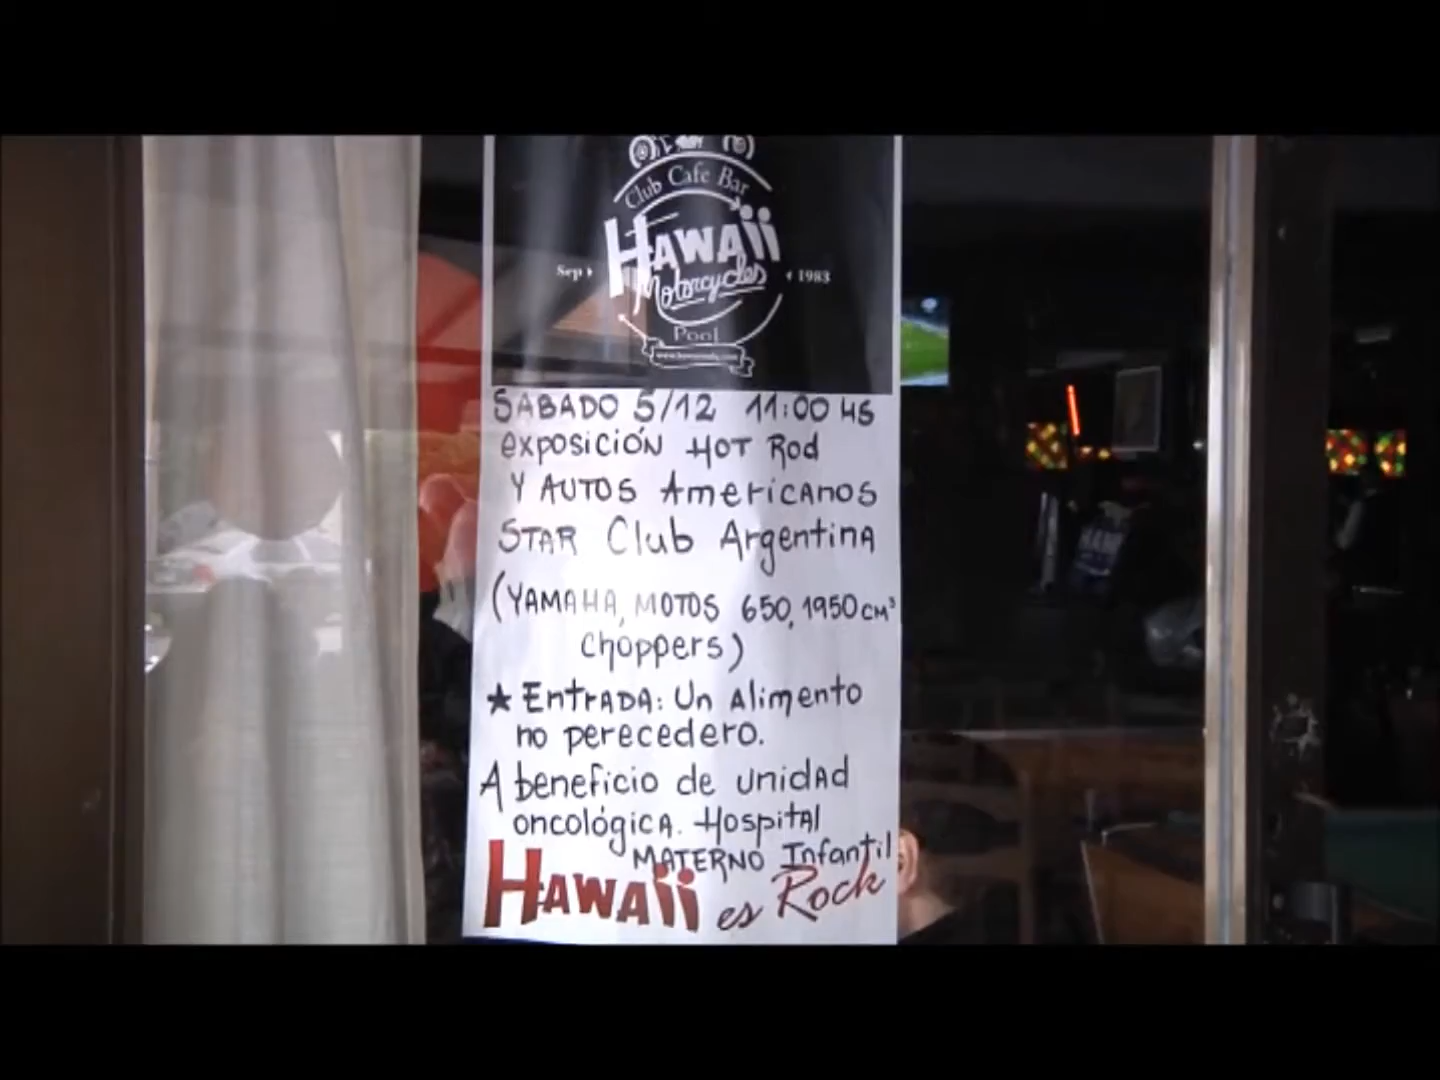 Club Cafe Bar
HAWAII
Motorcycles
Sep
1983
Pool
SABADO 5/12 11:00 HS
exposición HOT Rod
Y AUTOS Americanos
STAR Club Argentina
(YAMAHA, MOTOS 650, 1950 cm³
choppers)
★ ENTRADA: Un Alimento
no perecedero.
A beneficio de unidAd
oncológicA. Hospital
MATERNO Infantil
HAWAII es Rock